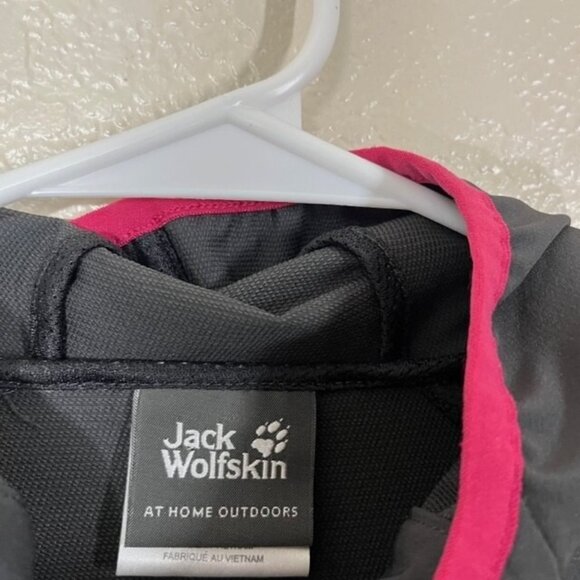 Jack
Wolfskin
AT HOME OUTDOORS
FABRIQUÉ AU VIETNAM